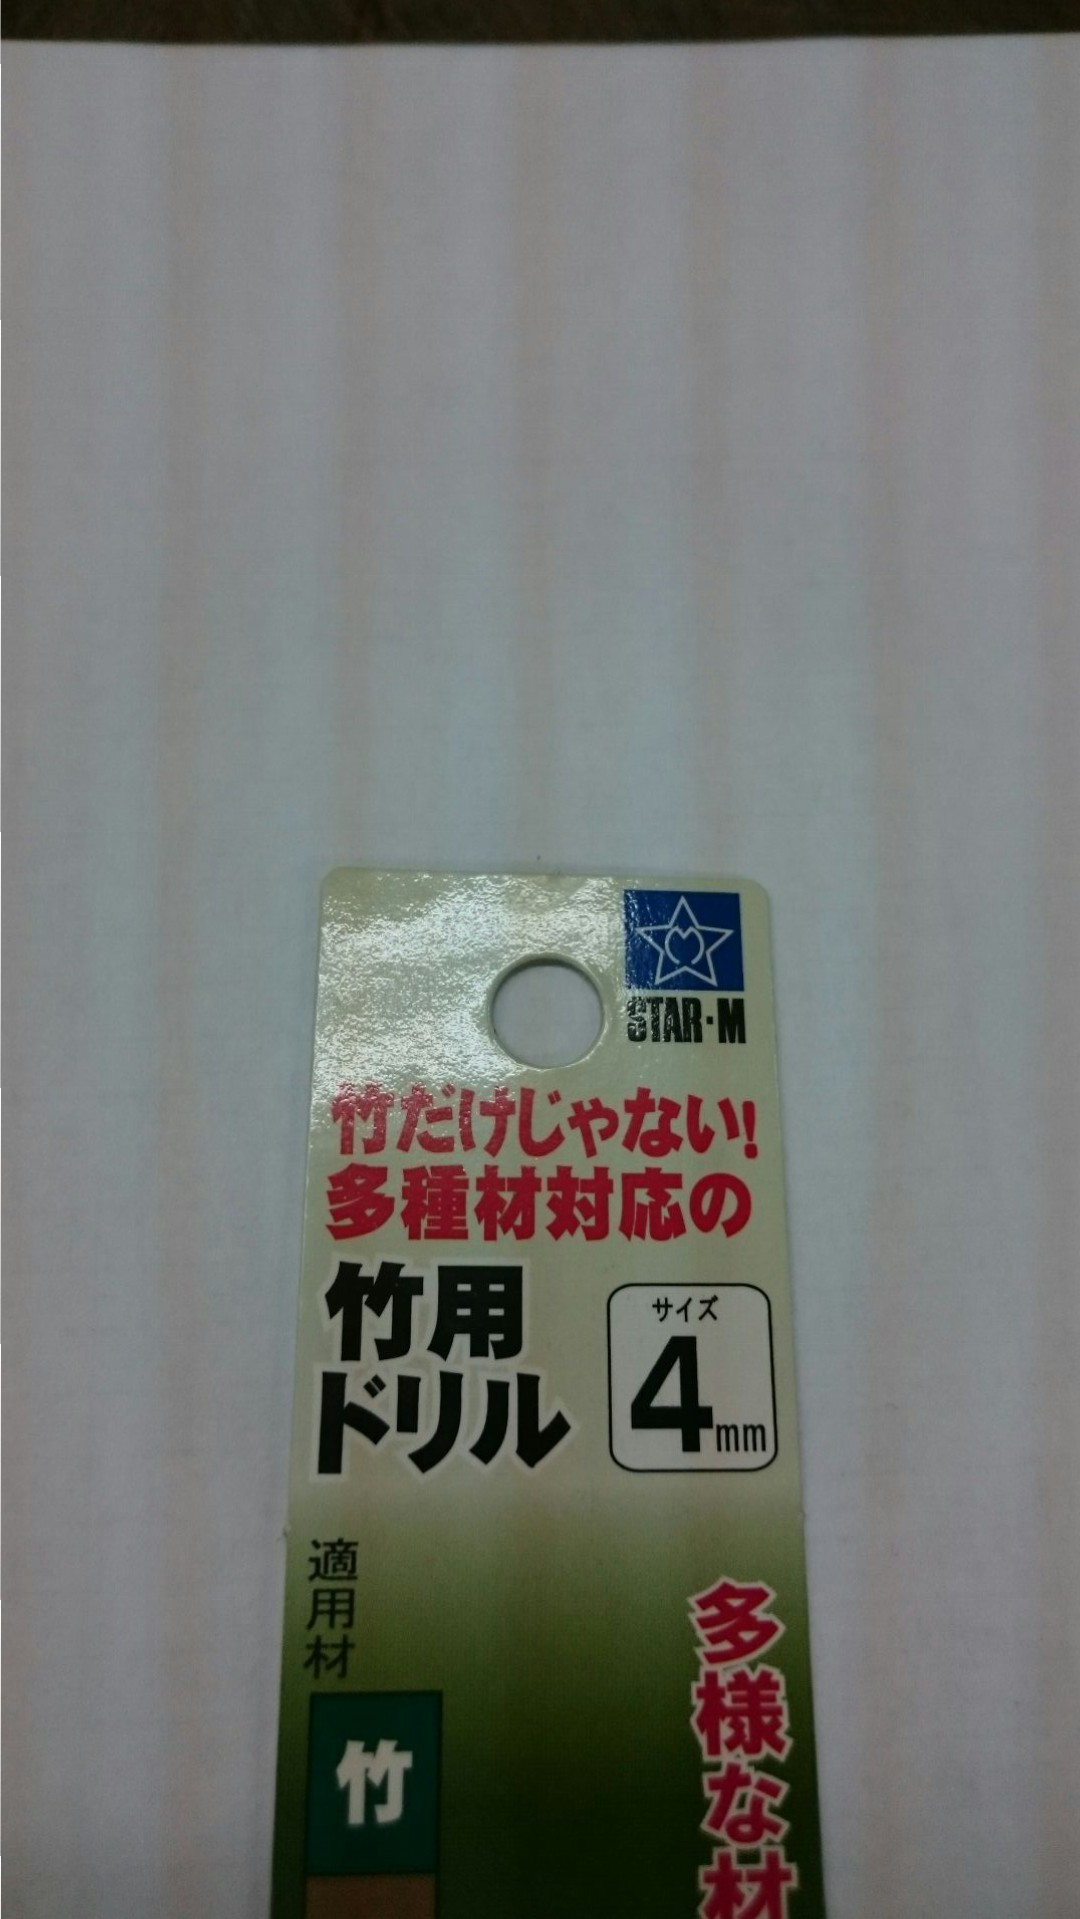 STAR·M
竹だけじゃない!
多種材対応の
竹用
ドリル
サイズ
4mm
適用材
竹
多様な材